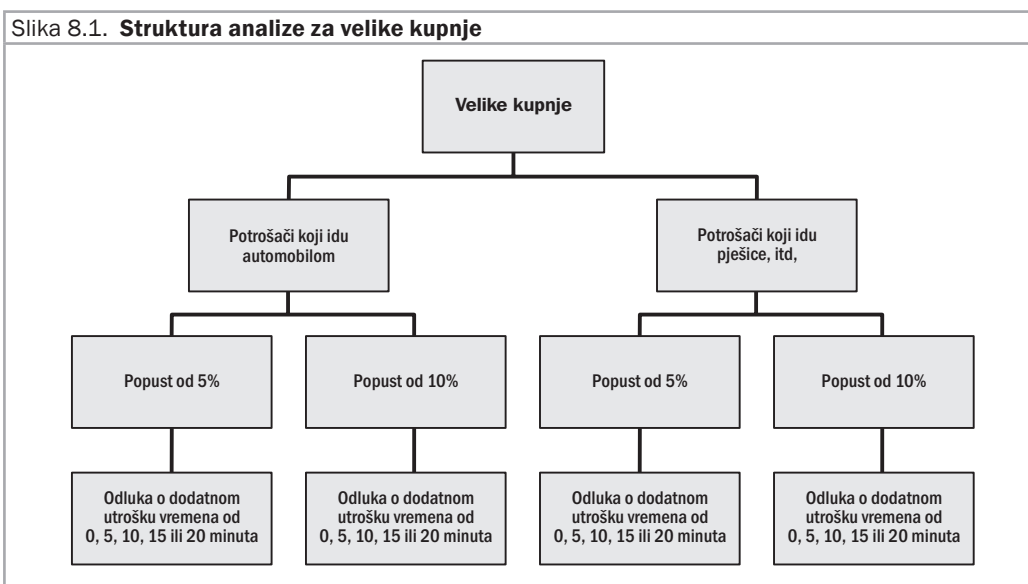 Slika 8.1. Struktura analize za velike kupnje
Velike kupnje
Potrošači koji idu
automobilom
Potrošači koji idu
pješice, itd,
Popust od 5%
Popust od 10%
Popust od 5%
Popust od 10%
Odluka o dodatnom
utrošku vremena od
0, 5, 10, 15 ili 20 minuta
Odluka o dodatnom
utrošku vremena od
0, 5, 10, 15 ili 20 minuta
Odluka o dodatnom
utrošku vremena od
0, 5, 10, 15 ili 20 minuta
Odluka o dodatnom
utrošku vremena od
0, 5, 10, 15 ili 20 minuta